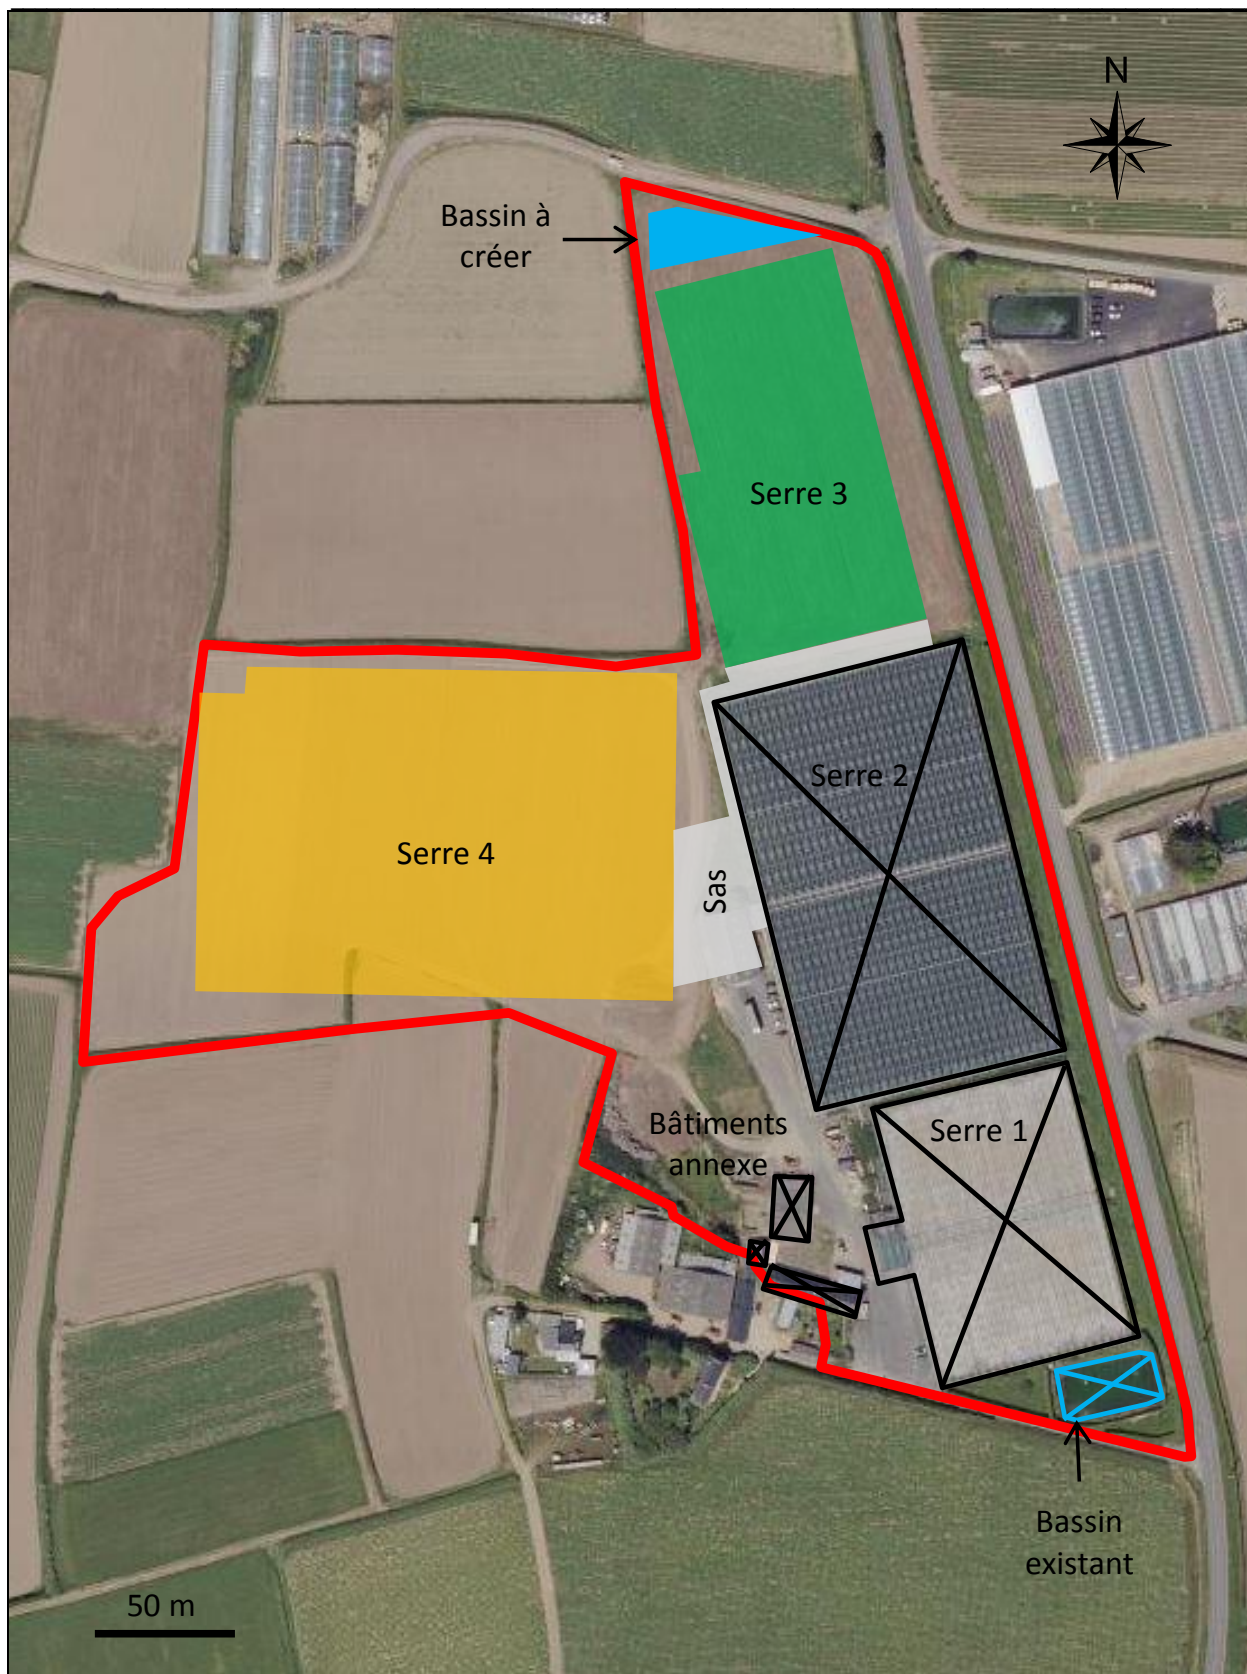 N
Bassin à
créer
Serre 3
Serre 2
Serre 4
Sas
Bâtiments
annexe
Serre 1
Bassin
existant
50 m